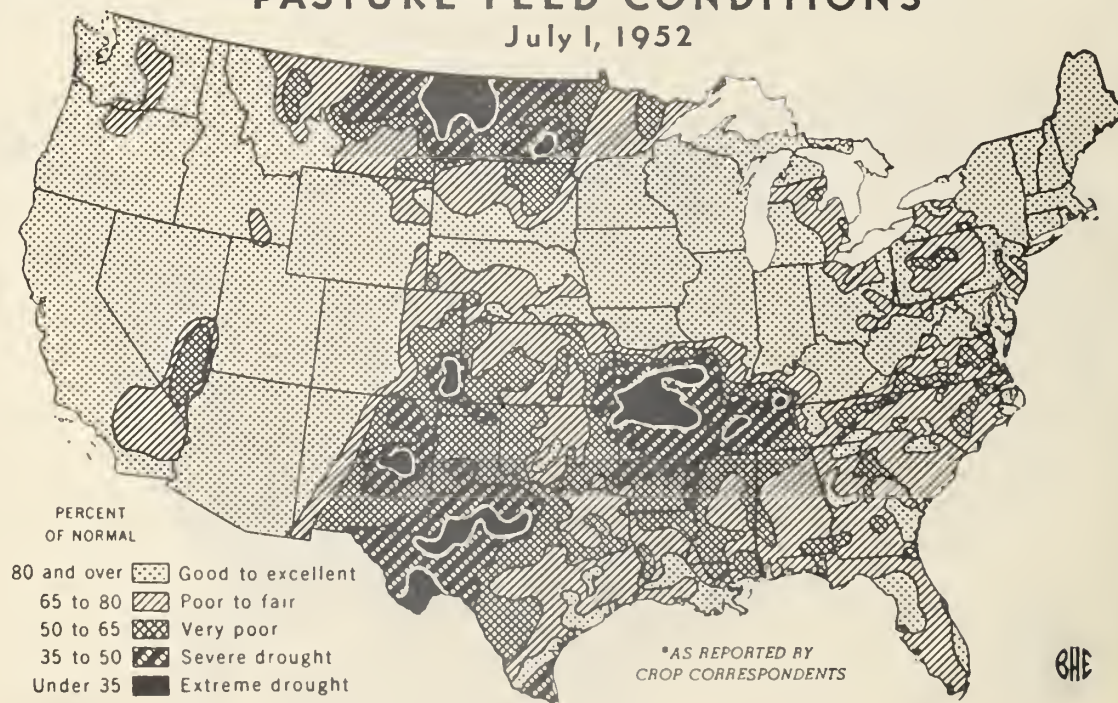 PASTURE FEED CONDITIONS
July 1, 1952
PERCENT
OF NORMAL
80 and over Good to excellent
65 to 80 Poor to fair
50 to 65 Very poor
35 to 50 Severe drought
Under 35 Extreme drought
*AS REPORTED BY
CROP CORRESPONDENTS
BAE